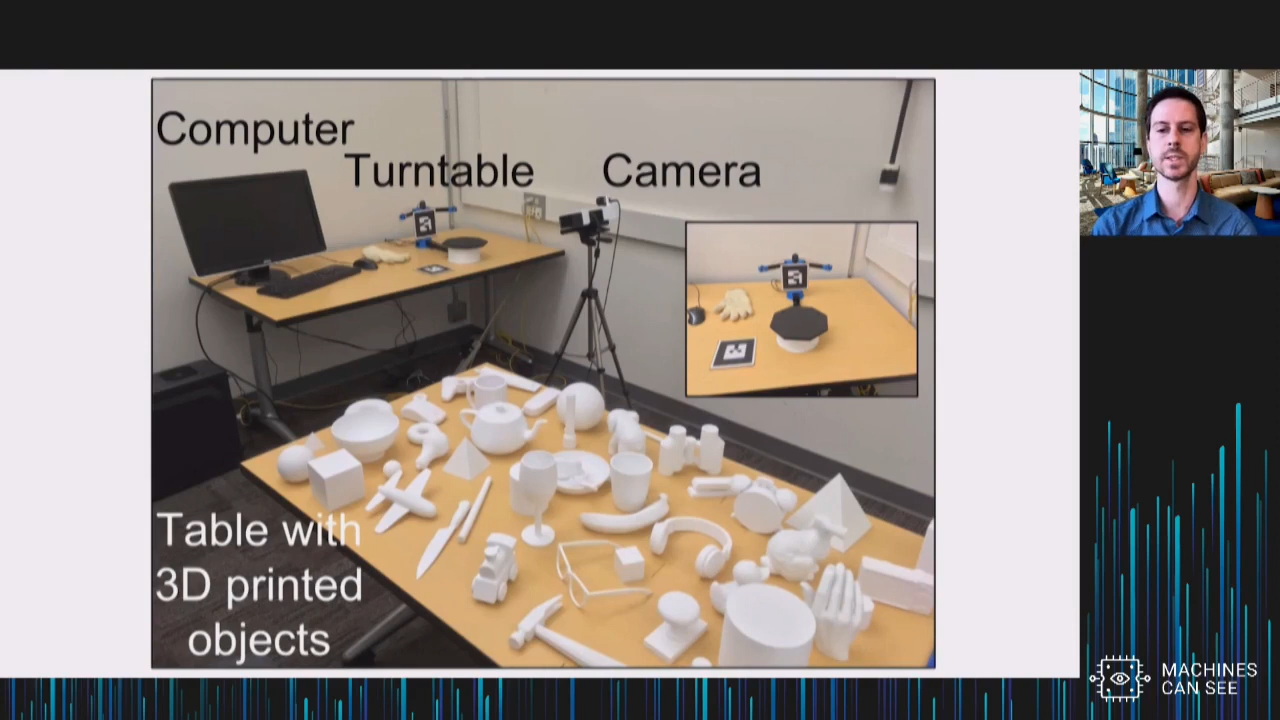 Computer
Turntable
Camera
Table with
3D printed
objects
MACHINES
CAN SEE